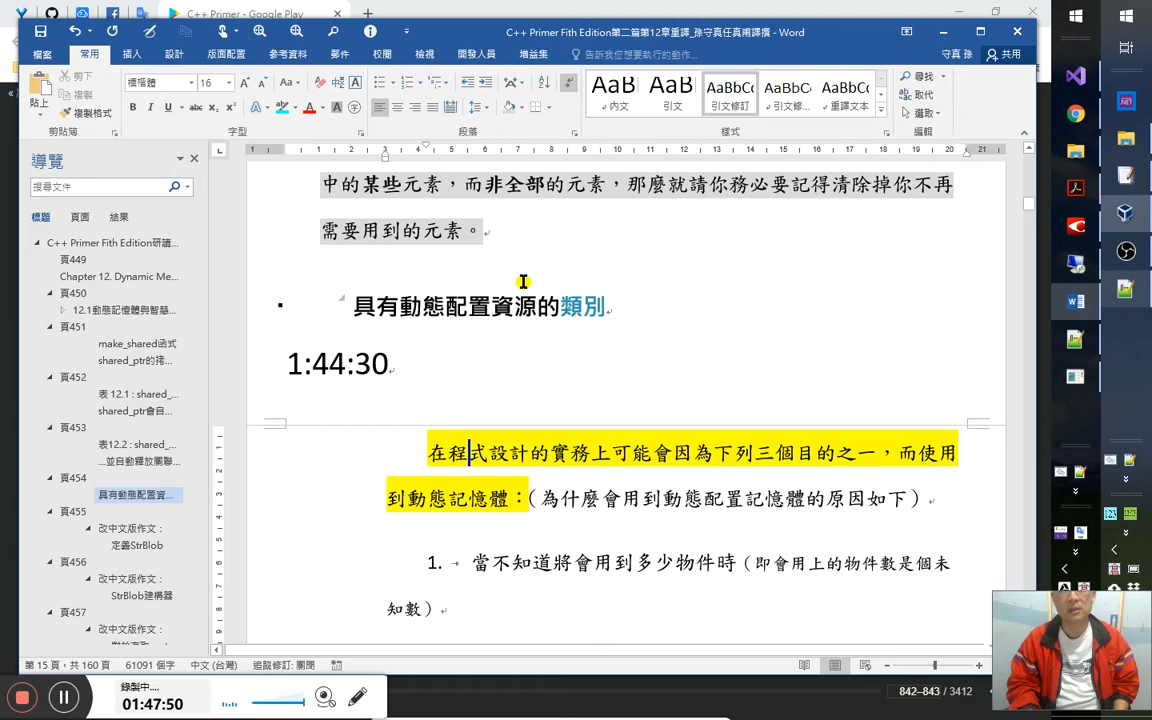 C++ Primer - Google Play
C++ Primer Fith Edition第二篇第12章重譯_孫守真任真甫譯撰 - Word
檔案
常用
插入
設計
版面配置
參考資料
郵件
校閱
檢視
開發人員
增益集
告訴我您想要執行的動作...
守真 孫
共用
貼上
剪下
複製
複製格式
剪貼簿
楷楷體
16
字型
段落
AaB
內文
AaB
引文
AaBbCc
引文修訂
AaBbC
引文修...
AaBbC
重譯文本
樣式
尋找
取代
選取
編輯
導覽
搜尋文件
標題
頁面
結果
C++ Primer Fith Edition研讀...
頁449
Chapter 12. Dynamic Me...
頁450
12.1動態記憶體與智慧...
頁451
make_shared函式
shared_ptr的拷...
頁452
表 12.1 : shared_...
shared_ptr會自...
頁453
表12.2 : shared_...
...並自動釋放關聯...
頁454
具有動態配置資...
頁455
改中文版作文：
定義StrBlob
頁456
改中文版作文：
StrBlob建構器
頁457
改中文版作文：
中的某些元素，而非全部的元素，那麼就請你務必要記得清除掉你不再
需要用到的元素。
具有動態配置資源的類別
1:44:30
在程式設計的實務上可能會因為下列三個目的之一，而使用
到動態記憶體：（為什麼會用到動態配置記憶體的原因如下）
1. → 當不知道將會用到多少物件時（即會用上的物件數是個未
知數）
第 15 頁，共 160 頁
61091 個字
中文 (台灣)
追蹤修訂: 關閉
錄製中....
01:47:50
842–843 / 3412